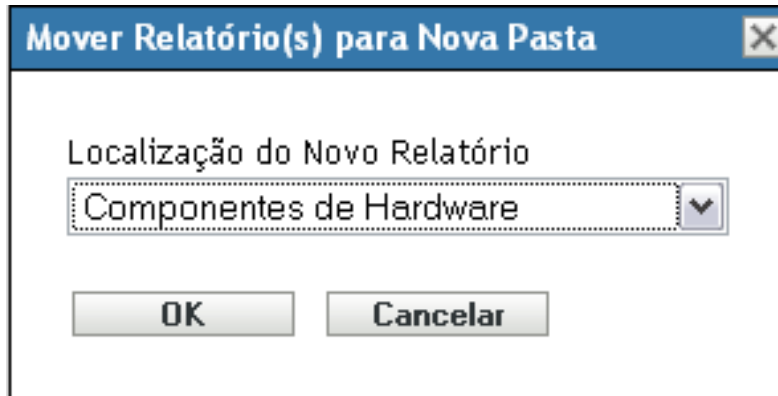 Mover Relatório(s) para Nova Pasta
Localização do Novo Relatório
Componentes de Hardware
OK
Cancelar